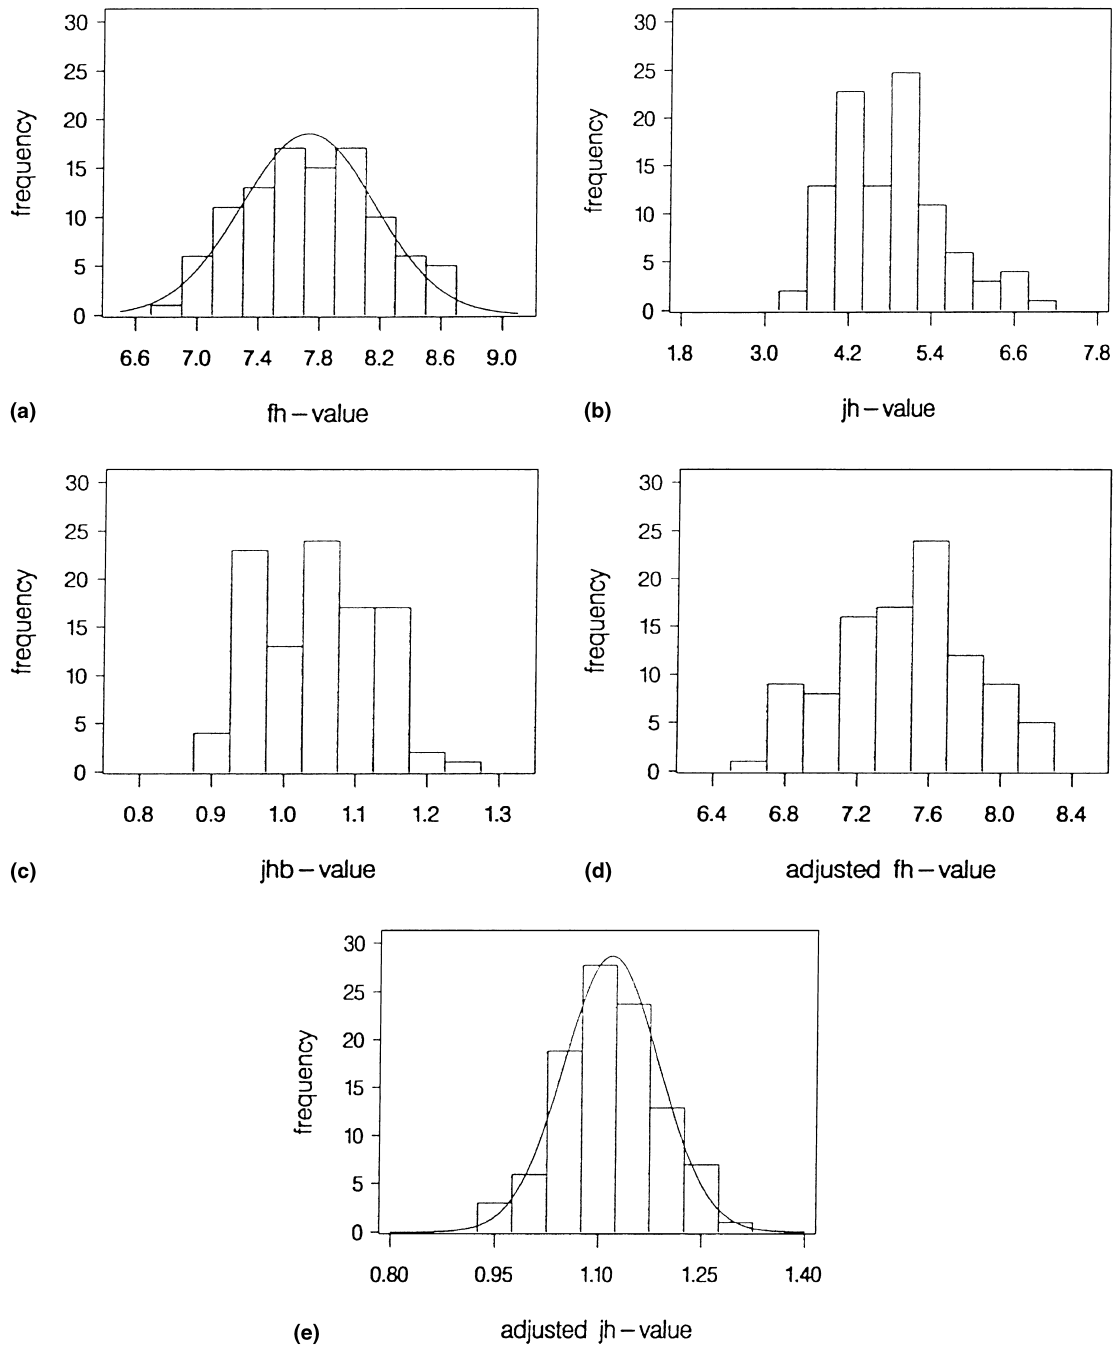 30
25
20
15
10
5
0
frequency
6.6 7.0 7.4 7.8 8.2 8.6 9.0
(a) fh – value
30
25
20
15
10
5
0
frequency
1.8 3.0 4.2 5.4 6.6 7.8
(b) jh – value
30
25
20
15
10
5
0
frequency
0.8 0.9 1.0 1.1 1.2 1.3
(c) jhb – value
30
25
20
15
10
5
0
frequency
6.4 6.8 7.2 7.6 8.0 8.4
(d) adjusted fh – value
30
25
20
15
10
5
0
frequency
0.80 0.95 1.10 1.25 1.40
(e) adjusted jh – value